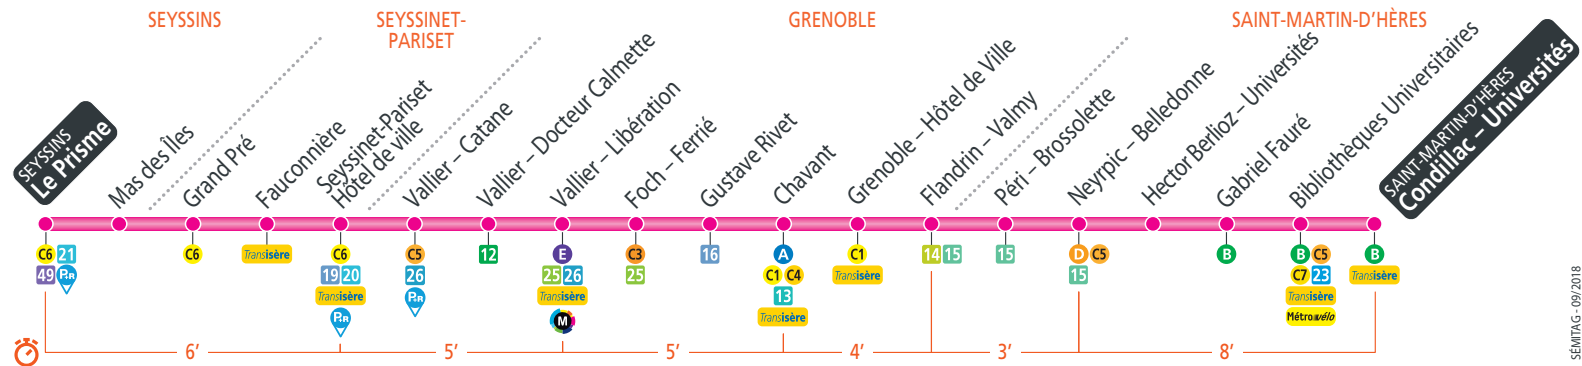 SEYSSINS
SEYSSINET-
PARISET
GRENOBLE
SAINT-MARTIN-D'HÈRES
SEYSSINS
Le Prisme
Mas des Îles
Grand Pré
Fauconnière
Seyssinet-Pariset
Hôtel de ville
Vallier – Catane
Vallier – Docteur Calmette
Vallier – Libération
Foch – Ferrié
Gustave Rivet
Chavant
Grenoble – Hôtel de Ville
Flandrin – Valmy
Péri – Brossolette
Neyrpic – Belledonne
Hector Berlioz – Universités
Gabriel Fauré
Bibliothèques Universitaires
SAINT-MARTIN-D'HÈRES
Condillac – Universités
C6 21
49 P+R
C6
Transisère
C6
19 20
Transisère
P+R
C5
26
P+R
12
E
25 26
Transisère
M
C3
25
16
A
C1 C4
13
Transisère
C1
Transisère
14 15
15
D C5
15
B
B C5
C7 23
Transisère
Métrovélo
B
Transisère
6’ 5’ 5’ 4’ 3’ 8’
SÉMITAG - 09/2018